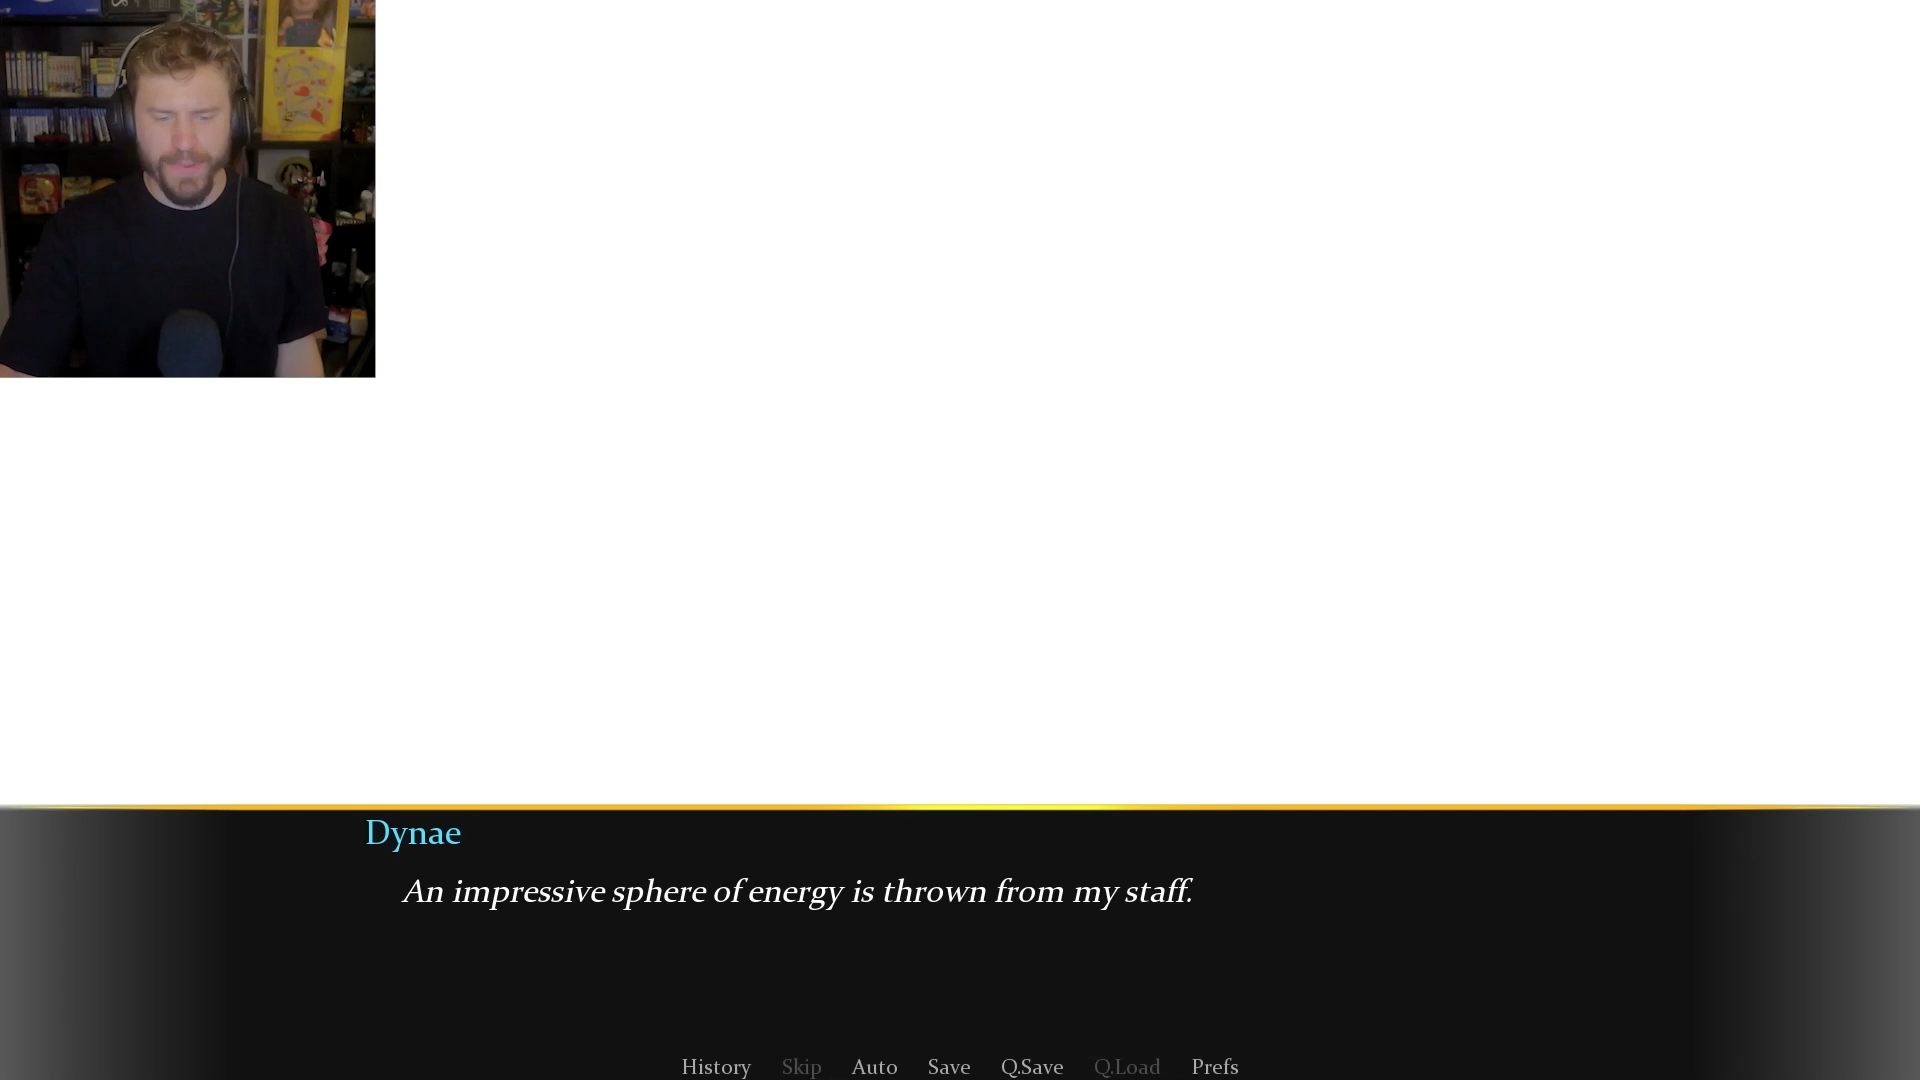 Dynae
An impressive sphere of energy is thrown from my staff.
History Skip Auto Save Q.Save Q.Load Prefs